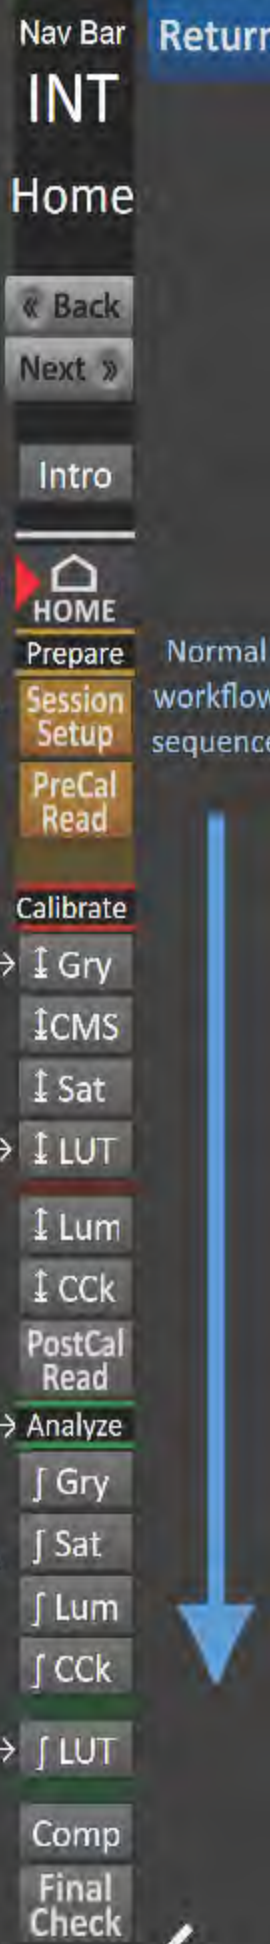 Nav Bar
INT
Home
« Back
Next »
Intro
HOME
Prepare
Session
Setup
PreCal
Read
Calibrate
→ ↨ Gry
↨CMS
↨ Sat
→ ↨ LUT
↨ Lum
↨ CCk
PostCal
Read
→ Analyze
∫ Gry
∫ Sat
∫ Lum
∫ CCk
→ ∫ LUT
Comp
Final
Check
Return
Normal
workflow
sequence